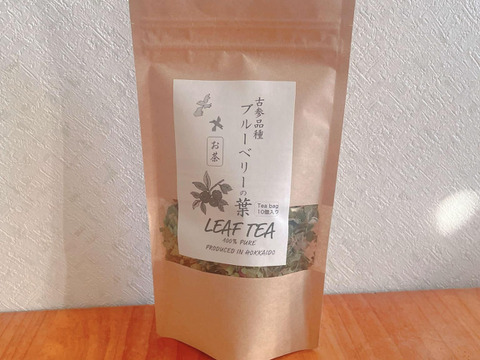 古参品種
ブルーベリーの葉
お茶
Tea bag
10個入り
LEAF TEA
100% PURE
PRODUCED IN HOKKAIDO